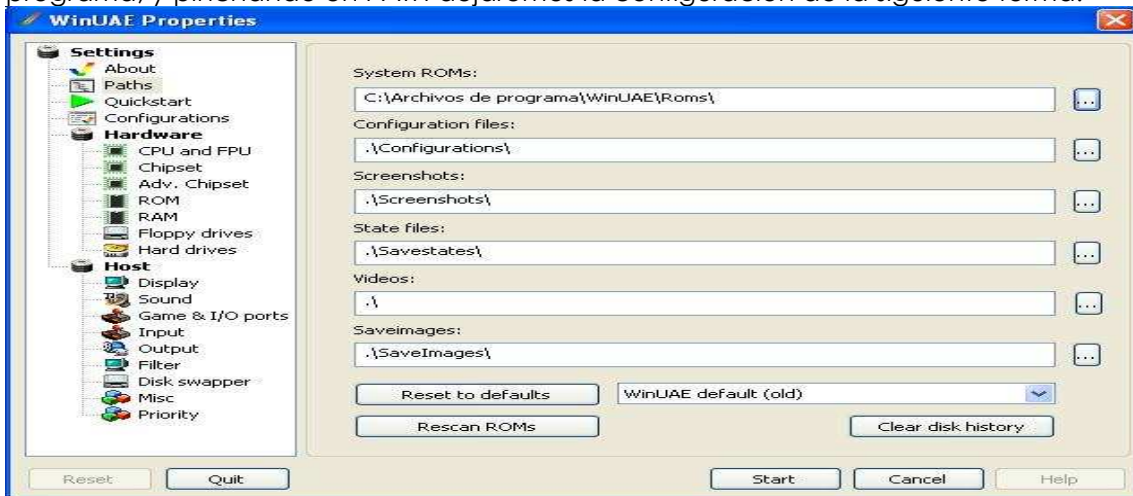 programa, y pinchando en PATH dejaremos la configuración de la siguiente forma:
WinUAE Properties
Settings
About
Paths
Quickstart
Configurations
Hardware
CPU and FPU
Chipset
Adv. Chipset
ROM
RAM
Floppy drives
Hard drives
Host
Display
Sound
Game & I/O ports
Input
Output
Filter
Disk swapper
Misc
Priority
System ROMs:
C:\Archivos de programa\WinUAE\Roms\
...
Configuration files:
.\Configurations\
...
Screenshots:
.\Screenshots\
...
State files:
.\Savestates\
...
Videos:
.\
...
Saveimages:
.\SaveImages\
...
Reset to defaults
WinUAE default (old)
Rescan ROMs
Clear disk history
Reset
Quit
Start
Cancel
Help